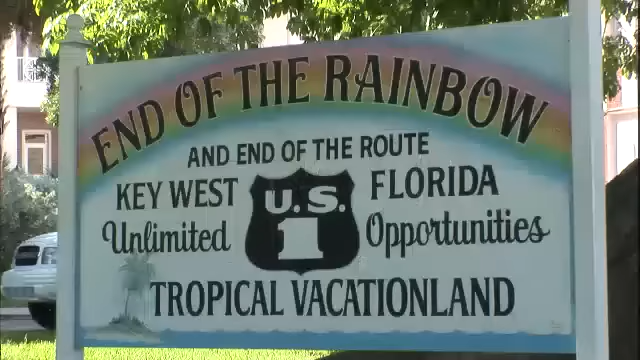 END OF THE RAINBOW
AND END OF THE ROUTE
KEY WEST U.S. FLORIDA
Unlimited 1 Opportunities
TROPICAL VACATIONLAND